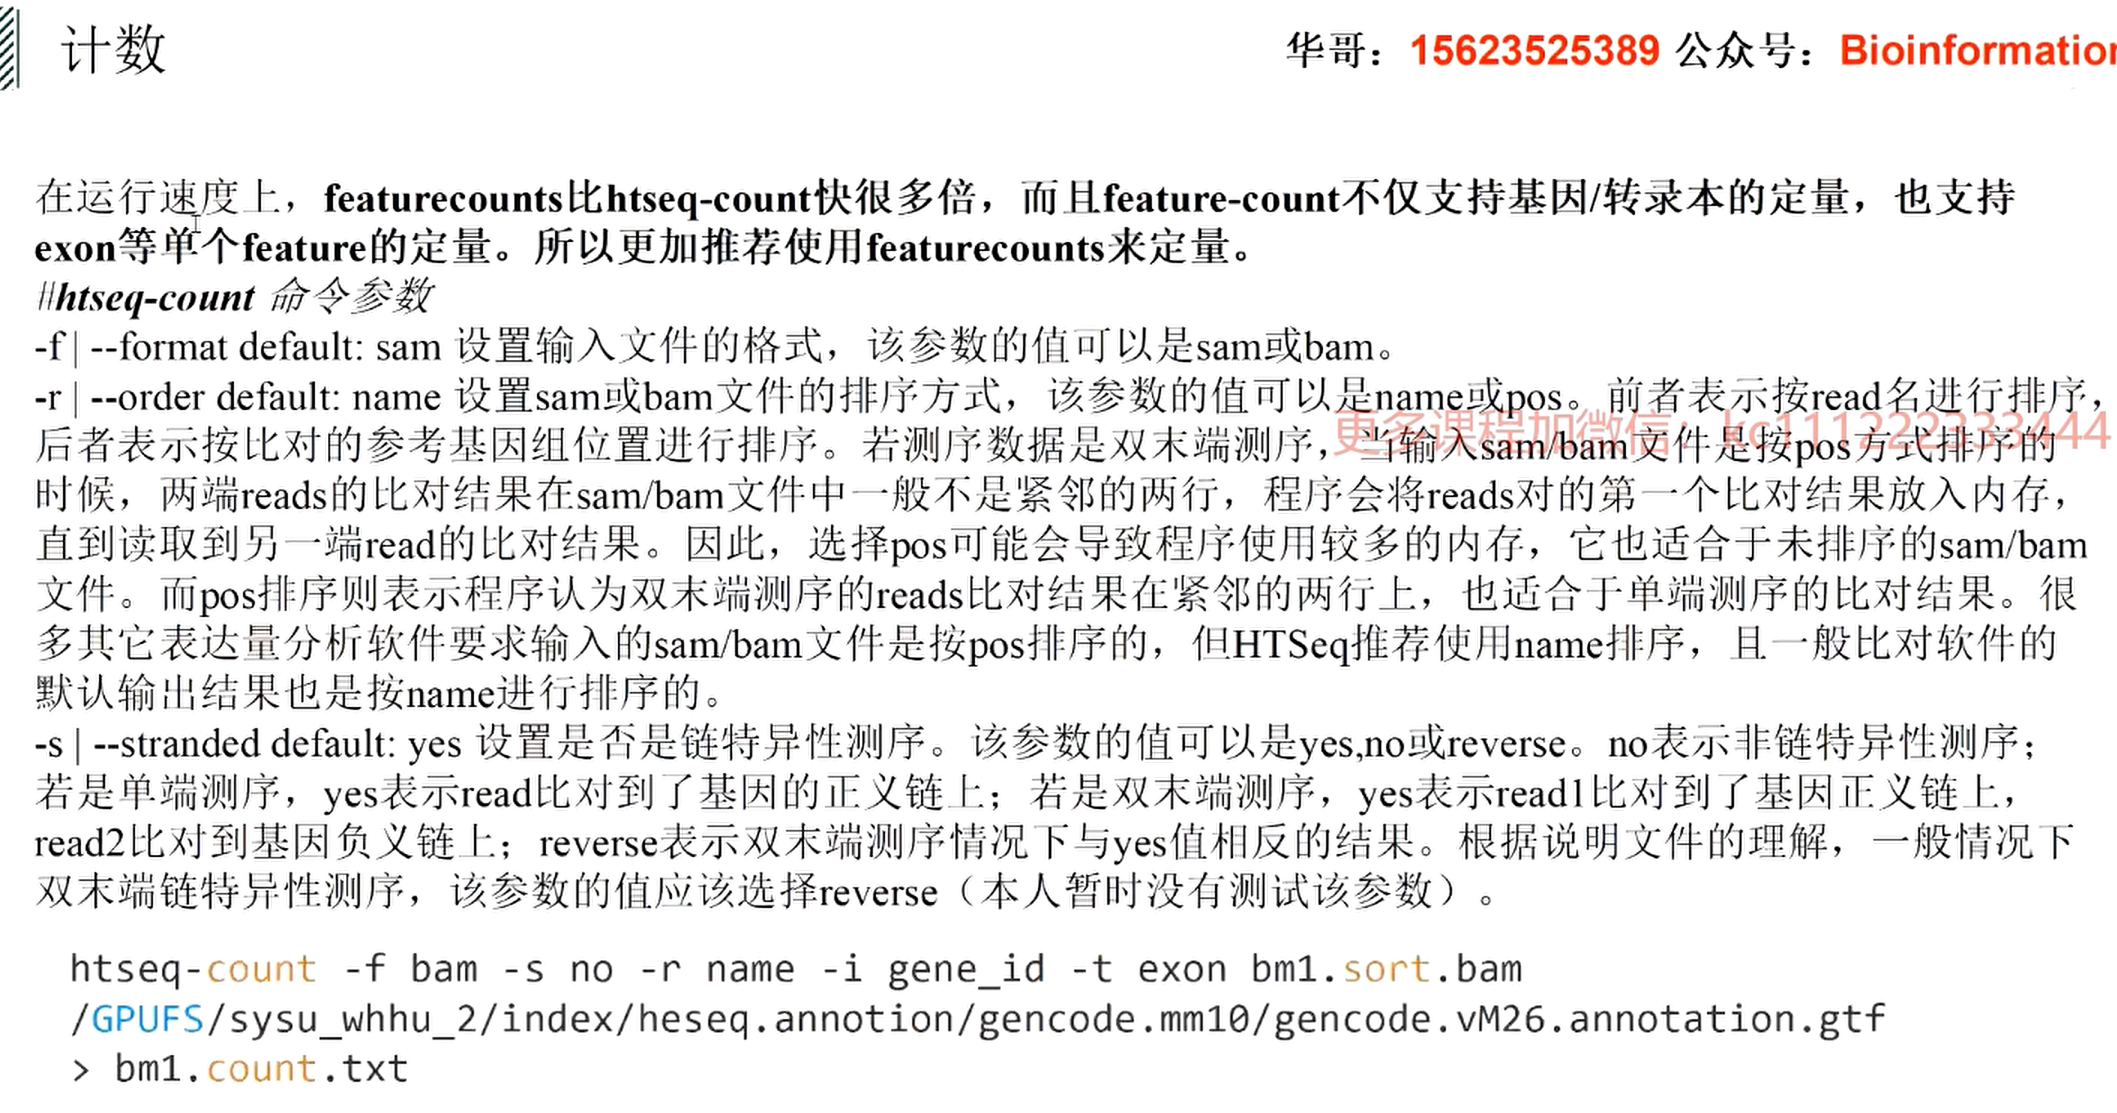 计数
华哥：15623525389 公众号：Bioinformation
在运行速度上，featurecounts比htseq-count快很多倍，而且feature-count不仅支持基因/转录本的定量，也支持
exon等单个feature的定量。所以更加推荐使用featurecounts来定量。
#htseq-count 命令参数
-f | --format default: sam 设置输入文件的格式，该参数的值可以是sam或bam。
-r | --order default: name 设置sam或bam文件的排序方式，该参数的值可以是name或pos。前者表示按read名进行排序，
后者表示按比对的参考基因组位置进行排序。若测序数据是双末端测序，当输入sam/bam文件是按pos方式排序的
更多课程加微信：kc111222333444
时候，两端reads的比对结果在sam/bam文件中一般不是紧邻的两行，程序会将reads对的第一个比对结果放入内存，
直到读取到另一端read的比对结果。因此，选择pos可能会导致程序使用较多的内存，它也适合于未排序的sam/bam
文件。而pos排序则表示程序认为双末端测序的reads比对结果在紧邻的两行上，也适合于单端测序的比对结果。很
多其它表达量分析软件要求输入的sam/bam文件是按pos排序的，但HTSeq推荐使用name排序，且一般比对软件的
默认输出结果也是按name进行排序的。
-s | --stranded default: yes 设置是否是链特异性测序。该参数的值可以是yes,no或reverse。no表示非链特异性测序；
若是单端测序，yes表示read比对到了基因的正义链上；若是双末端测序，yes表示read1比对到了基因正义链上，
read2比对到基因负义链上；reverse表示双末端测序情况下与yes值相反的结果。根据说明文件的理解，一般情况下
双末端链特异性测序，该参数的值应该选择reverse（本人暂时没有测试该参数）。
htseq-count -f bam -s no -r name -i gene_id -t exon bm1.sort.bam
/GPUFS/sysu_whhu_2/index/heseq.annotion/gencode.mm10/gencode.vM26.annotation.gtf
> bm1.count.txt